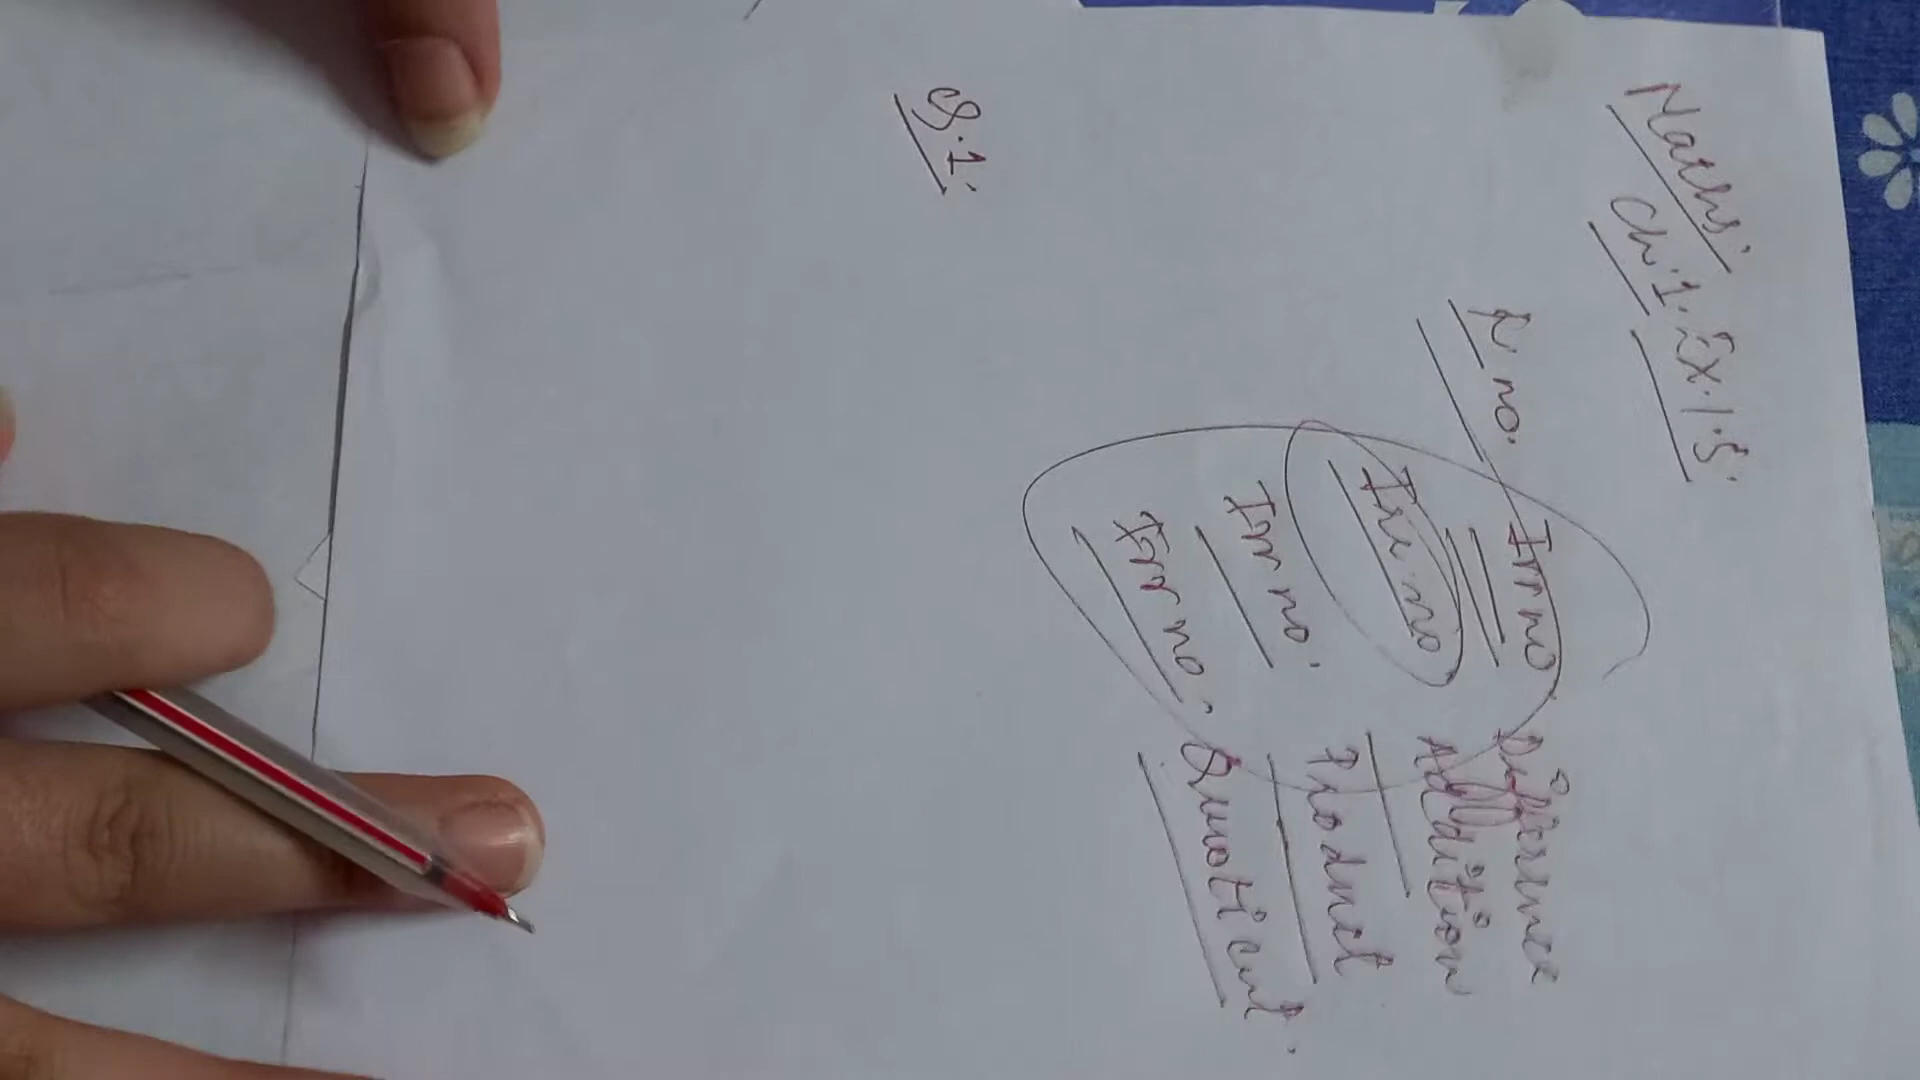 Maths.
Ch.1. Ex.1.5.
R no. Irr no Difference
Irr no Addition
Irr no. Product
Irr no. Quotient.
eg.1.